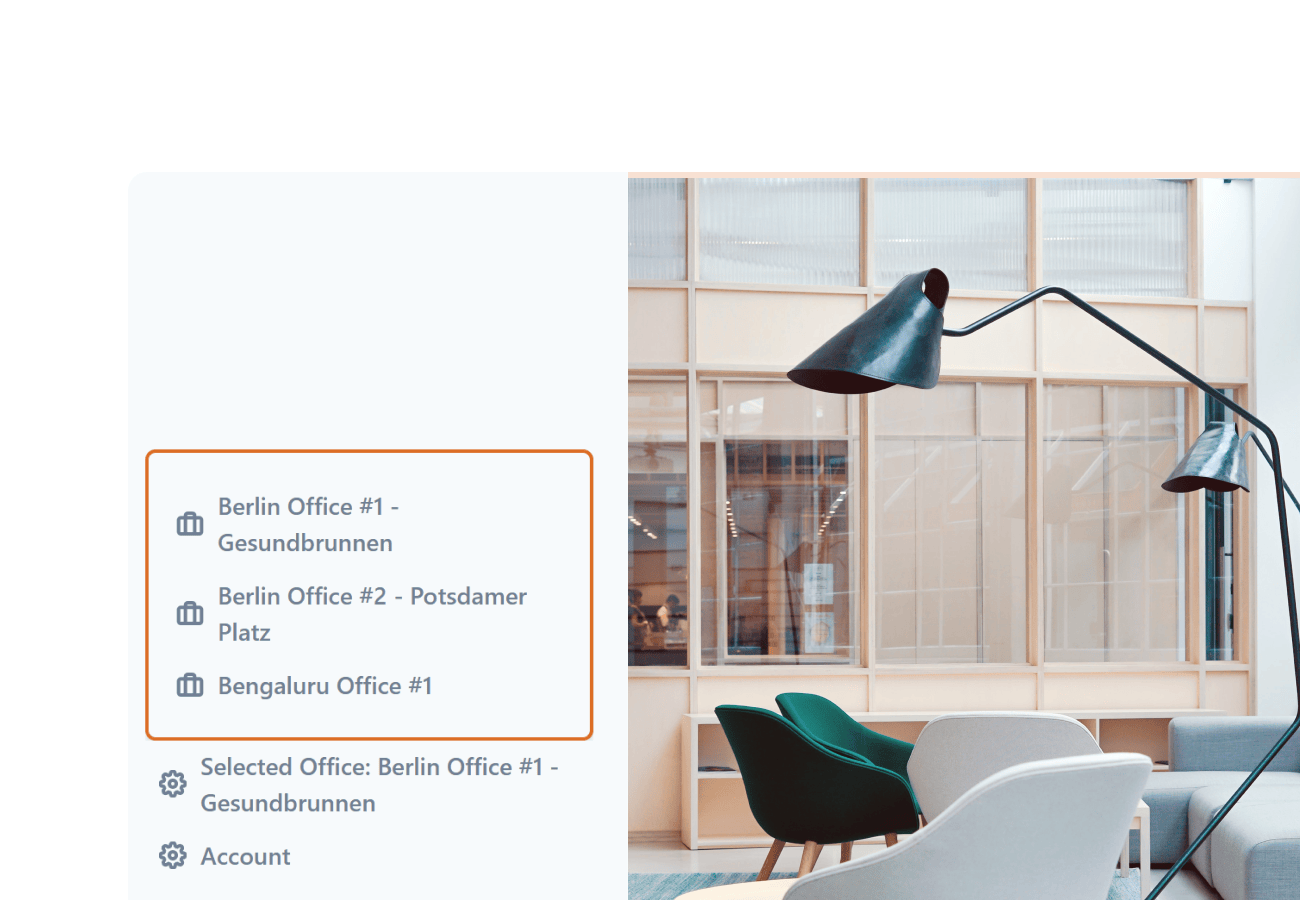 Berlin Office #1 -
Gesundbrunnen
Berlin Office #2 - Potsdamer
Platz
Bengaluru Office #1
Selected Office: Berlin Office #1 -
Gesundbrunnen
Account